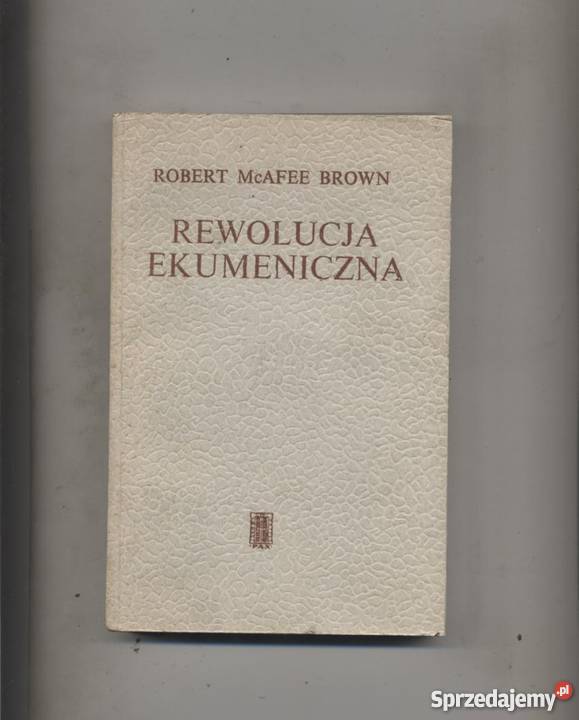 ROBERT McAFEE BROWN
REWOLUCJA
EKUMENICZNA
PAX
Sprzedajemy.pl